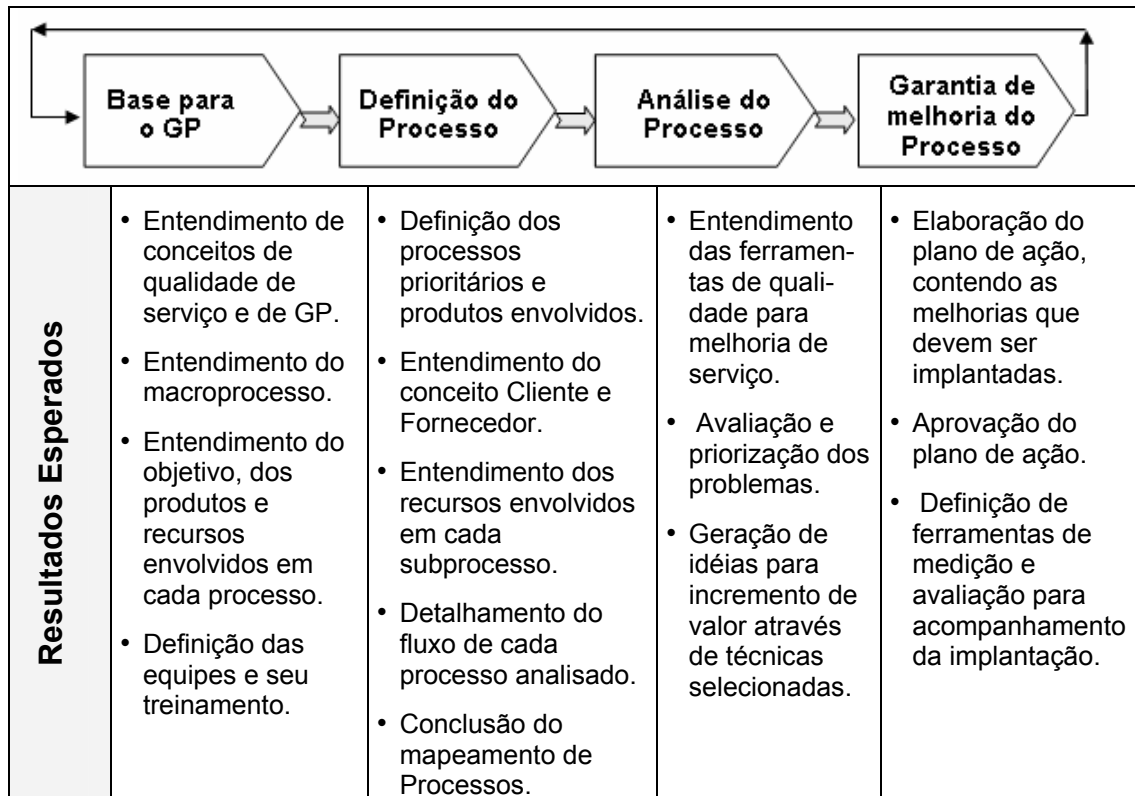 Base para
o GP
Definição do
Processo
Análise do
Processo
Garantia de
melhoria do
Processo
Resultados Esperados
• Entendimento de
conceitos de
qualidade de
serviço e de GP.
• Entendimento do
macroprocesso.
• Entendimento do
objetivo, dos
produtos e
recursos
envolvidos em
cada processo.
• Definição das
equipes e seu
treinamento.
• Definição dos
processos
prioritários e
produtos envolvidos.
• Entendimento do
conceito Cliente e
Fornecedor.
• Entendimento dos
recursos envolvidos
em cada
subprocesso.
• Detalhamento do
fluxo de cada
processo analisado.
• Conclusão do
mapeamento de
Processos.
• Entendimento
das ferramen-
tas de quali-
dade para
melhoria de
serviço.
• Avaliação e
priorização dos
problemas.
• Geração de
idéias para
incremento de
valor através
de técnicas
selecionadas.
• Elaboração do
plano de ação,
contendo as
melhorias que
devem ser
implantadas.
• Aprovação do
plano de ação.
• Definição de
ferramentas de
medição e
avaliação para
acompanhamento
da implantação.